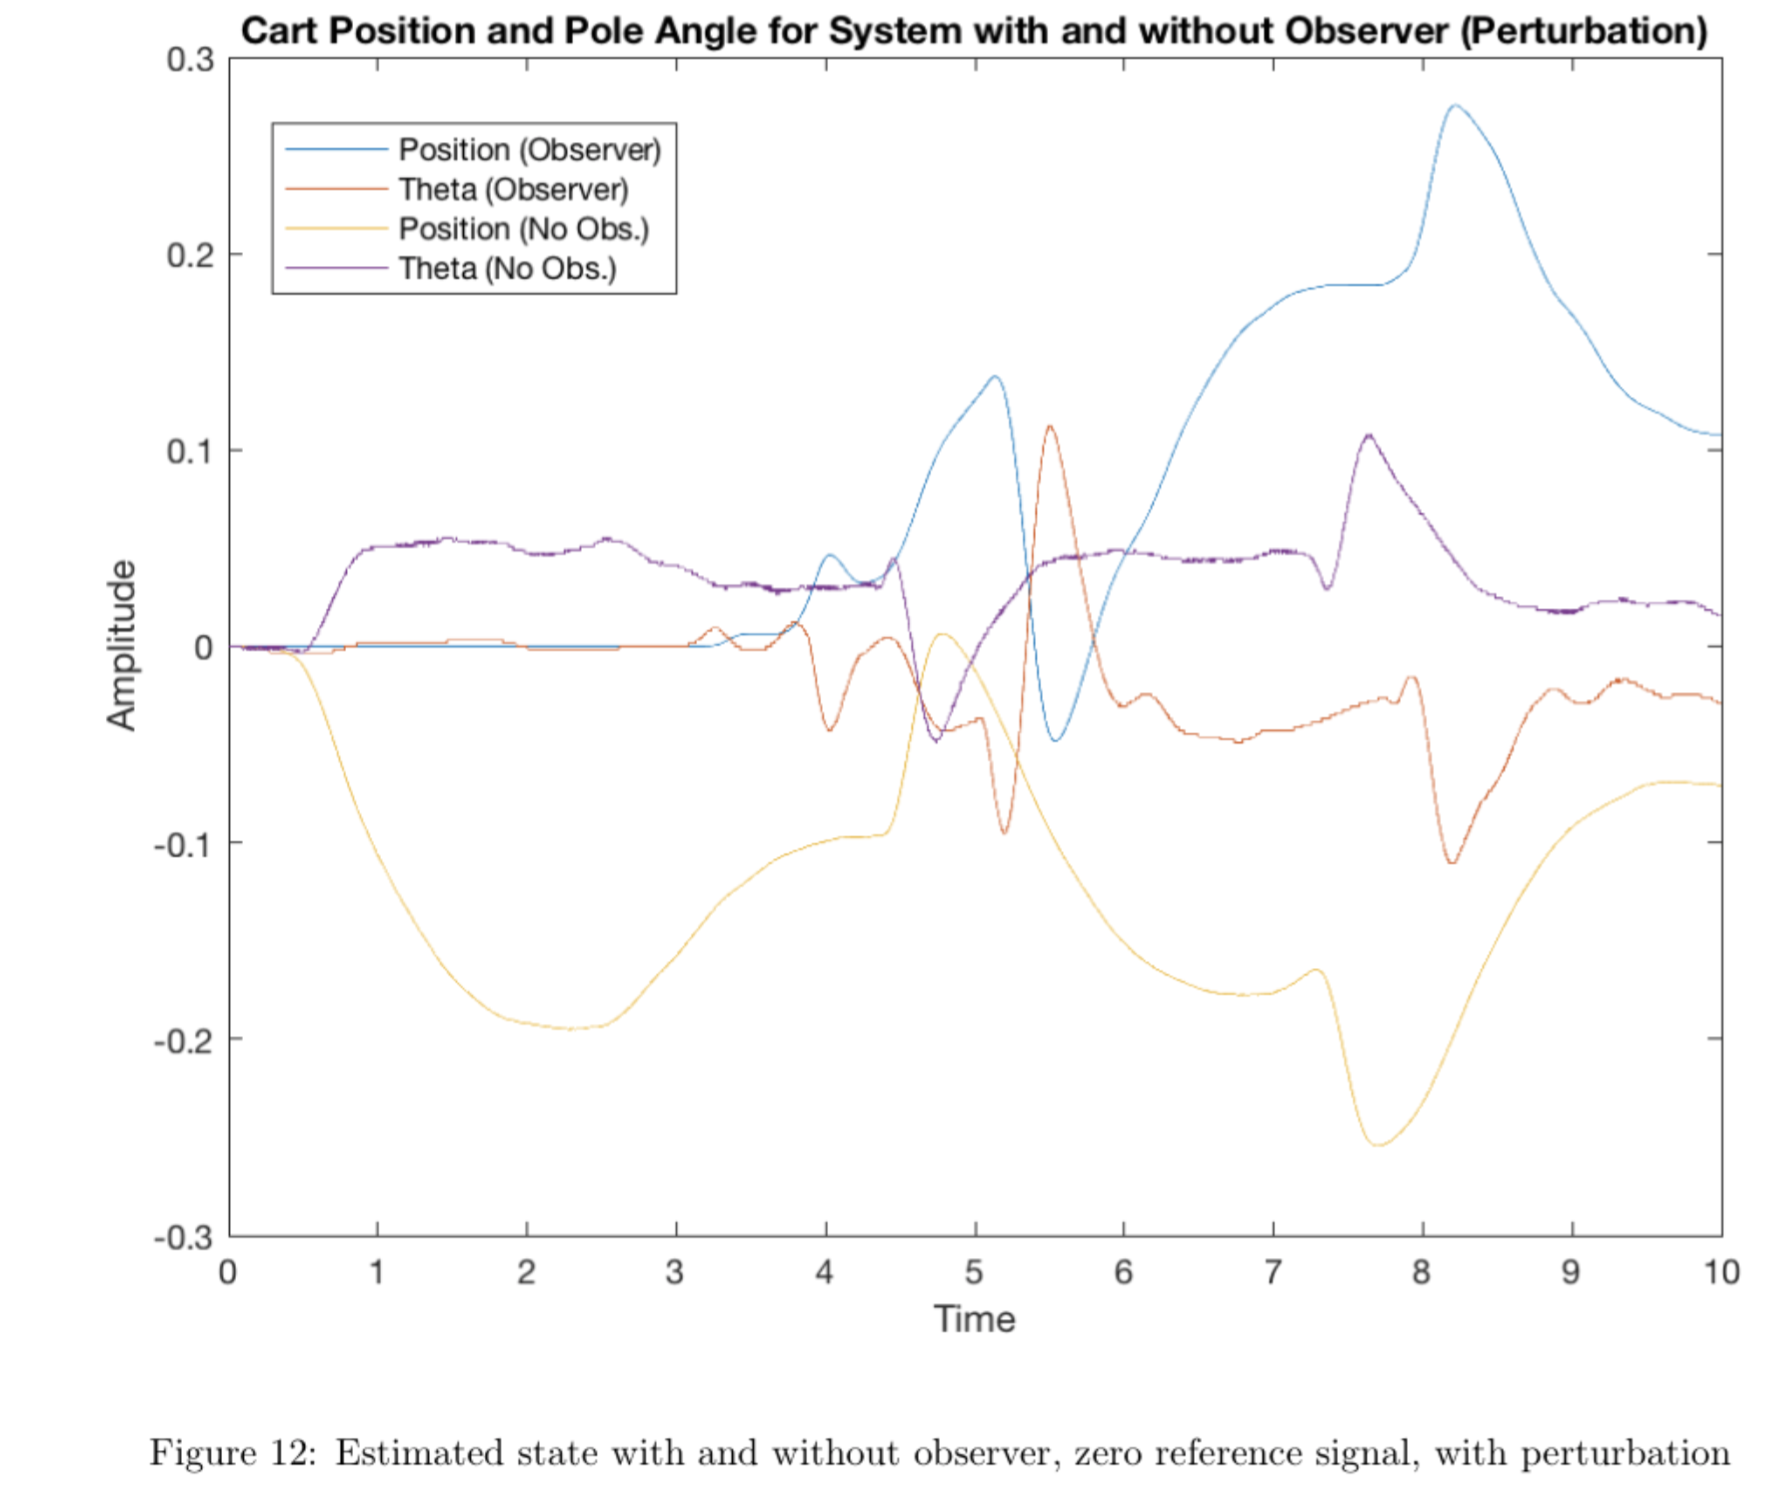 Cart Position and Pole Angle for System with and without Observer (Perturbation)
0.3
0.2
0.1
0
-0.1
-0.2
-0.3
Amplitude
Position (Observer)
Theta (Observer)
Position (No Obs.)
Theta (No Obs.)
0 1 2 3 4 5 6 7 8 9 10
Time
Figure 12: Estimated state with and without observer, zero reference signal, with perturbation